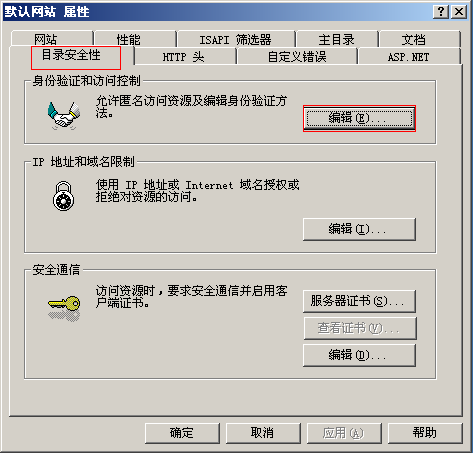 默认网站 属性
网站 性能 ISAPI 筛选器 主目录 文档
目录安全性 HTTP 头 自定义错误 ASP.NET
身份验证和访问控制
允许匿名访问资源及编辑身份验证方
法。
编辑(E)...
IP 地址和域名限制
使用 IP 地址或 Internet 域名授权或
拒绝对资源的访问。
编辑(I)...
安全通信
访问资源时，要求安全通信并启用客
户端证书。
服务器证书(S)...
查看证书(V)...
编辑(D)...
确定 取消 应用(A) 帮助